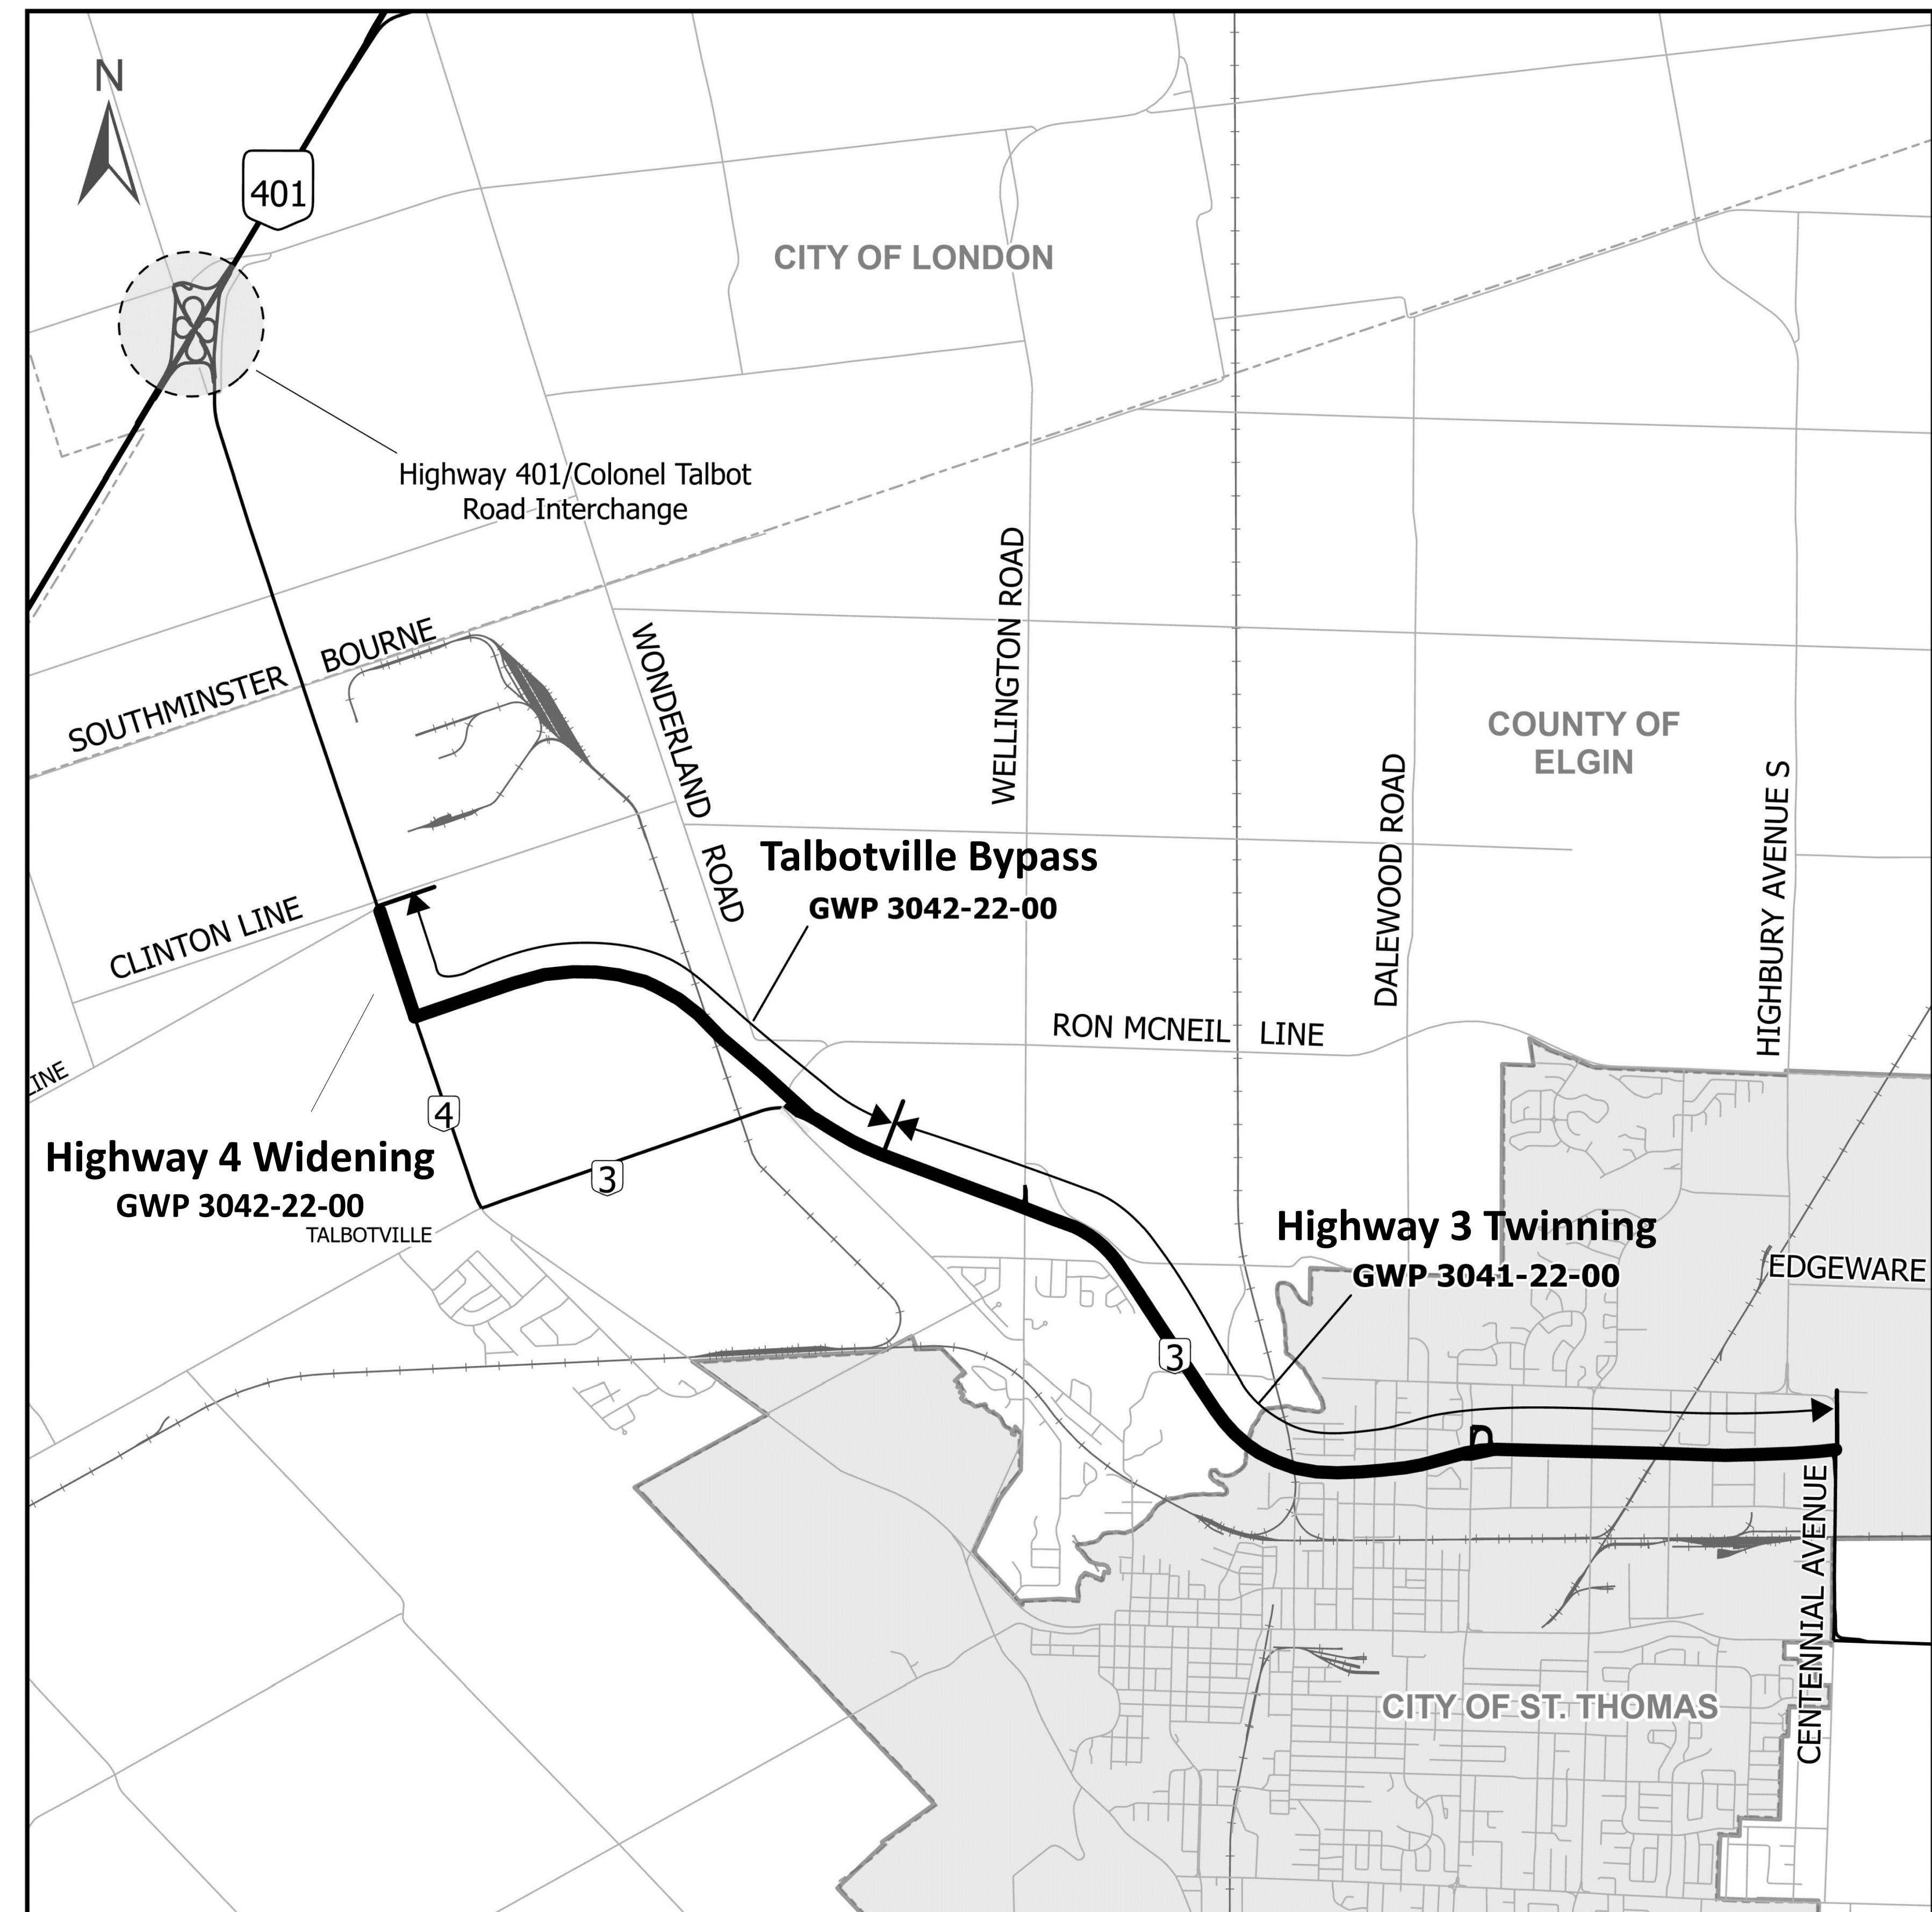 N
401
CITY OF LONDON
Highway 401/Colonel Talbot
Road Interchange
WELLINGTON ROAD
SOUTHMINSTER BOURNE
WONDERLAND ROAD
COUNTY OF
ELGIN
DALEWOOD ROAD
HIGHBURY AVENUE S
Talbotville Bypass
GWP 3042-22-00
CLINTON LINE
RON MCNEIL LINE
LINE
4
Highway 4 Widening
GWP 3042-22-00
TALBOTVILLE
3
Highway 3 Twinning
GWP 3041-22-00
EDGEWARE
3
CENTENNIAL AVENUE
CITY OF ST. THOMAS